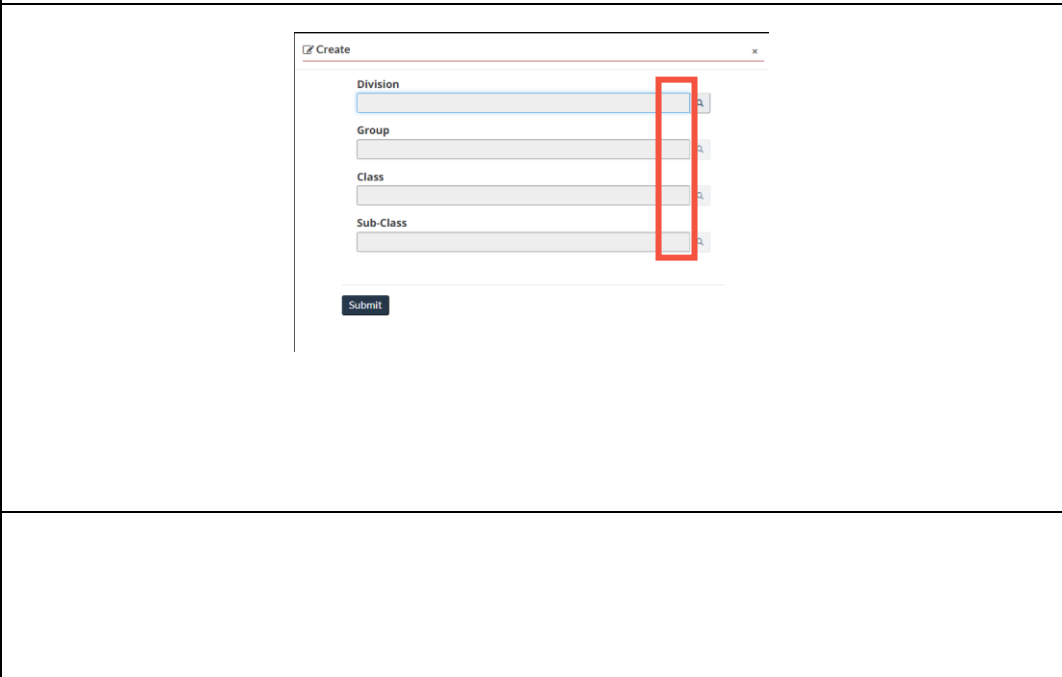 Create
×
Division
Group
Class
Sub-Class
Submit